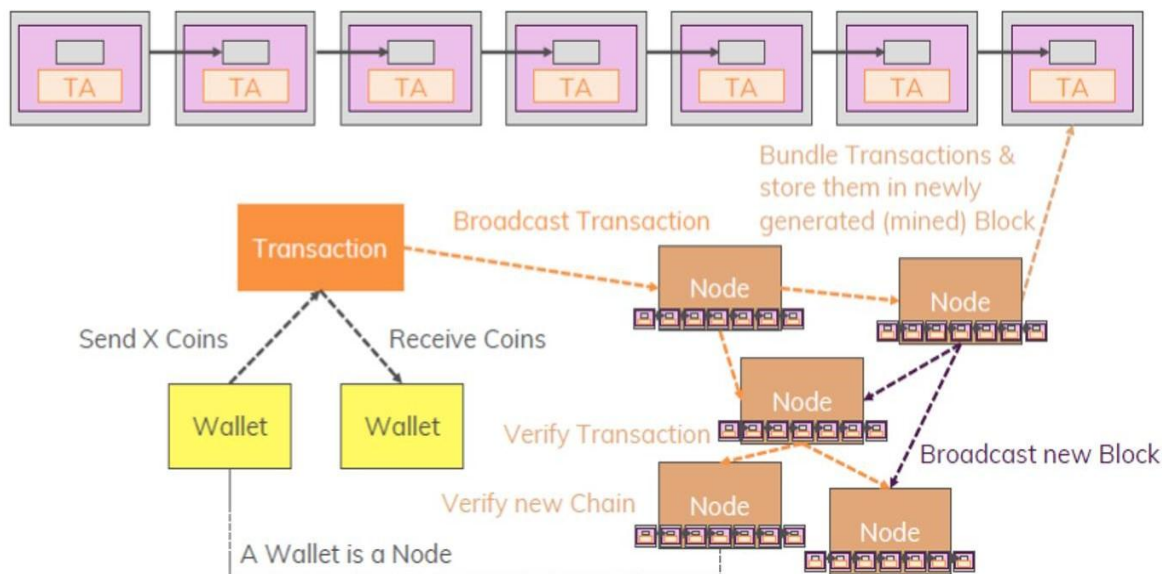 TA TA TA TA TA TA TA
Bundle Transactions &
store them in newly
generated (mined) Block
Broadcast Transaction
Transaction
Node
Node
Send X Coins
Receive Coins
Node
Wallet
Wallet
Verify Transaction
Broadcast new Block
Verify new Chain
Node
Node
A Wallet is a Node